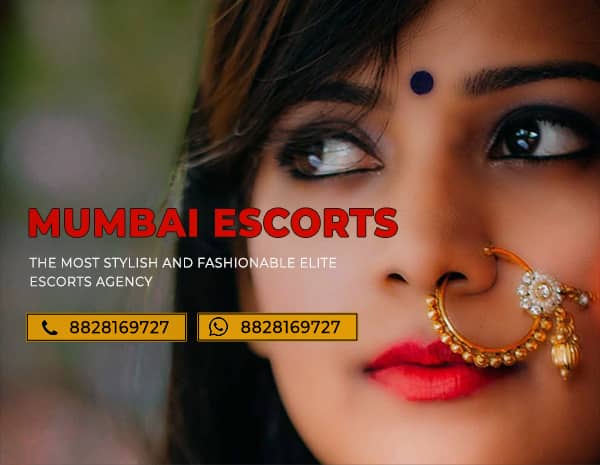 MUMBAI ESCORTS
THE MOST STYLISH AND FASHIONABLE ELITE
ESCORTS AGENCY
8828169727 8828169727